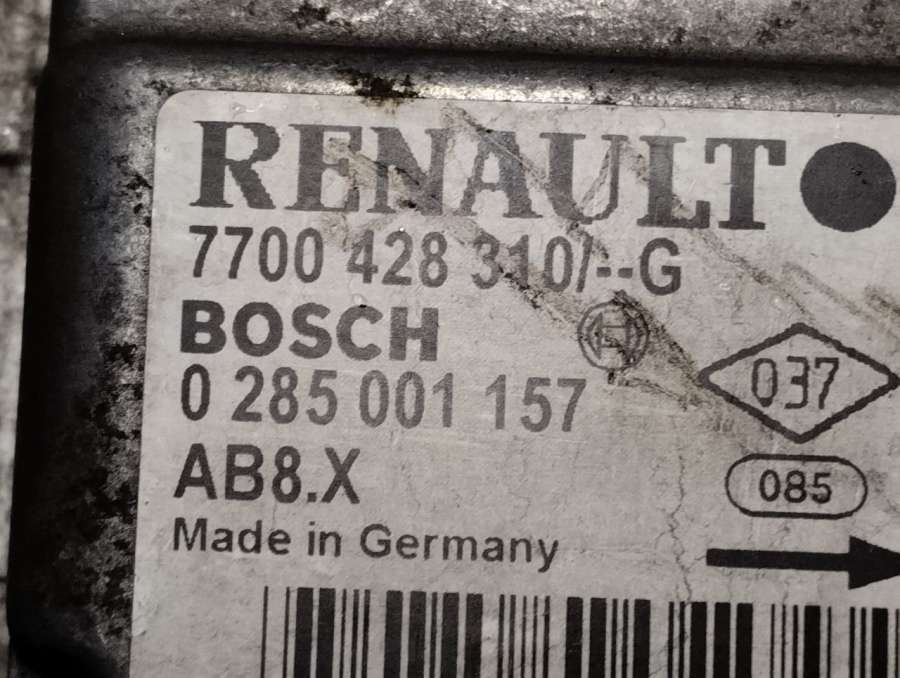 RENAULT
7700 428 310/--G
BOSCH
0 285 001 157
037
AB8.X
085
Made in Germany